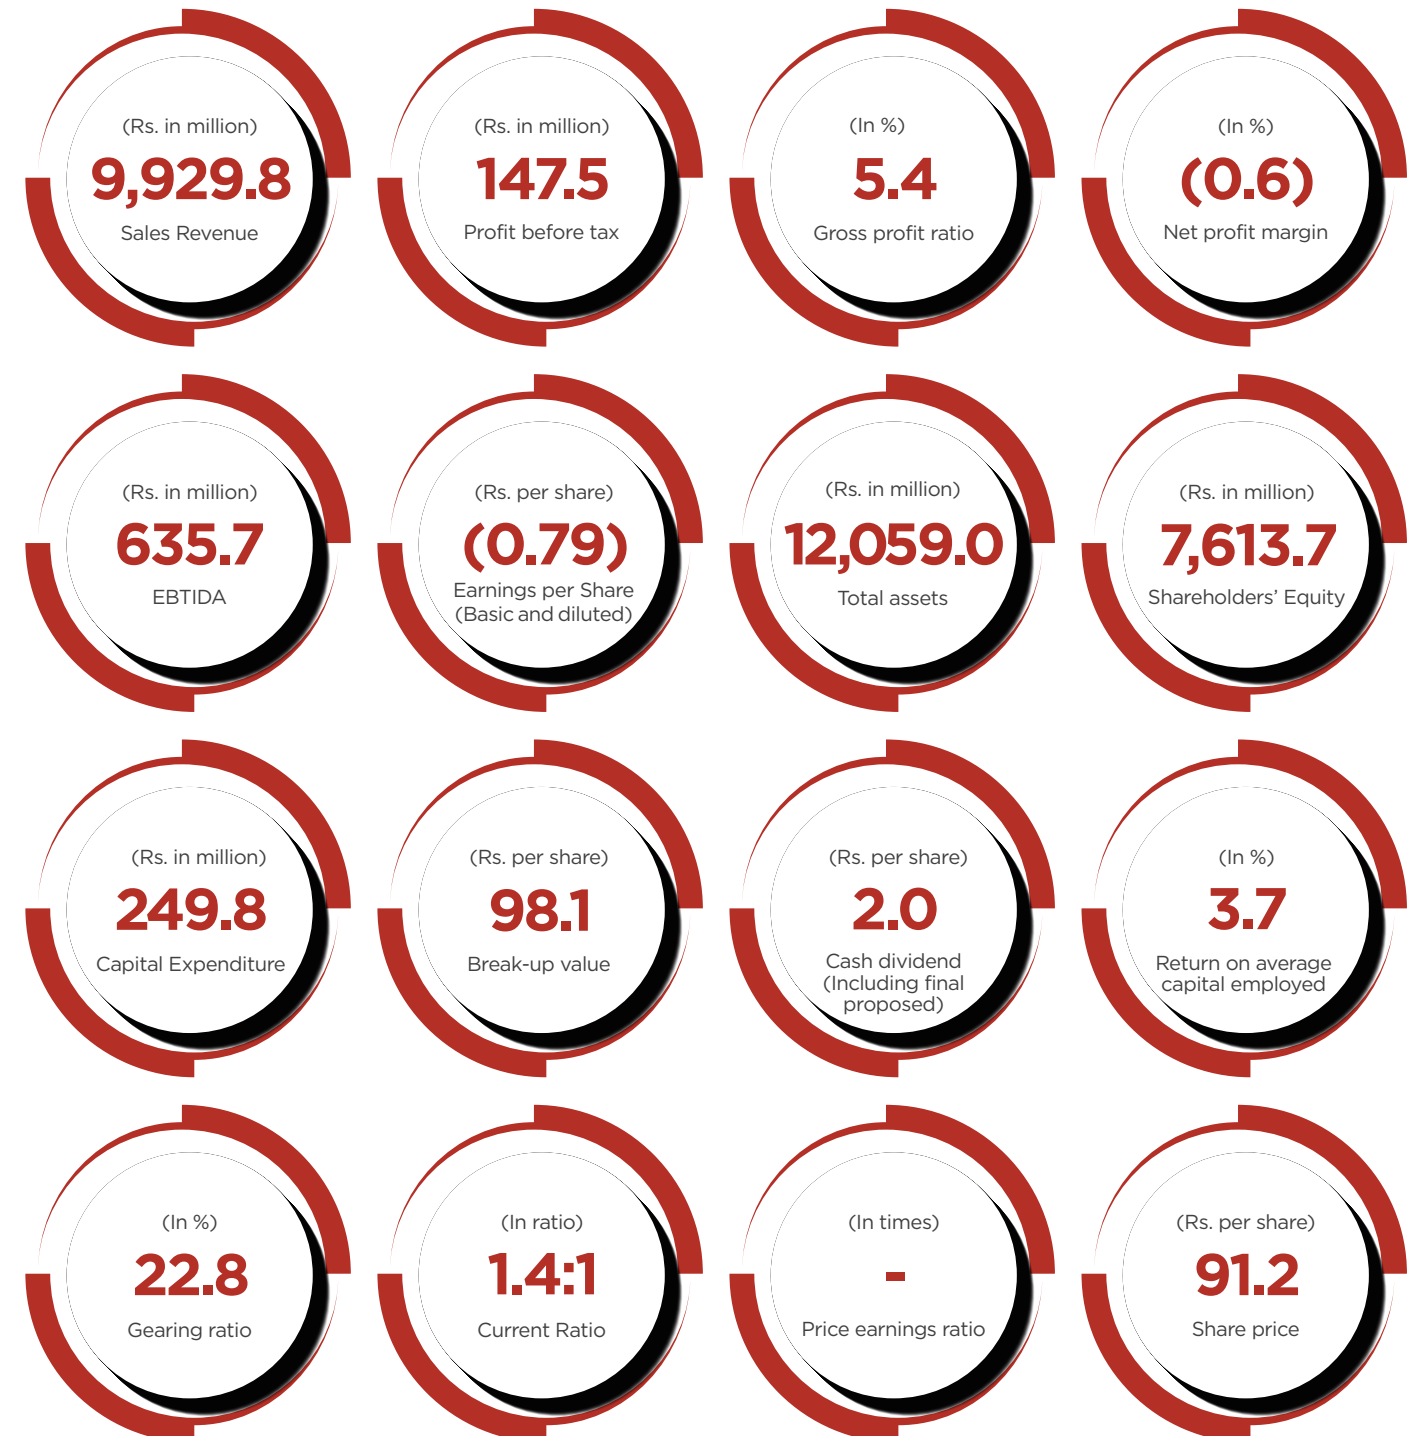 (Rs. in million)
9,929.8
Sales Revenue
(Rs. in million)
147.5
Profit before tax
(In %)
5.4
Gross profit ratio
(In %)
(0.6)
Net profit margin
(Rs. in million)
635.7
EBTIDA
(Rs. per share)
(0.79)
Earnings per Share
(Basic and diluted)
(Rs. in million)
12,059.0
Total assets
(Rs. in million)
7,613.7
Shareholders’ Equity
(Rs. in million)
249.8
Capital Expenditure
(Rs. per share)
98.1
Break-up value
(Rs. per share)
2.0
Cash dividend
(Including final
proposed)
(In %)
3.7
Return on average
capital employed
(In %)
22.8
Gearing ratio
(In ratio)
1.4:1
Current Ratio
(In times)
-
Price earnings ratio
(Rs. per share)
91.2
Share price